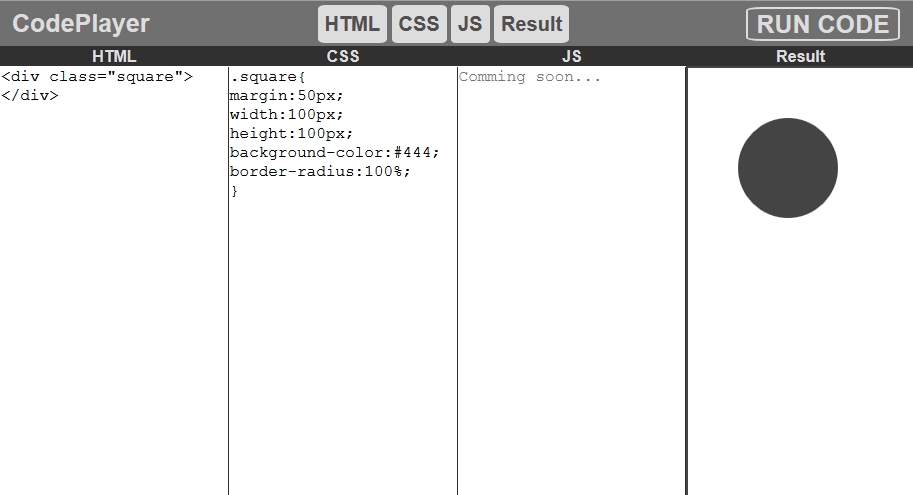 CodePlayer
HTML CSS JS Result
RUN CODE
HTML
CSS
JS
Result
<div class="square">
</div>
.square{
margin:50px;
width:100px;
height:100px;
background-color:#444;
border-radius:100%;
}
Comming soon...